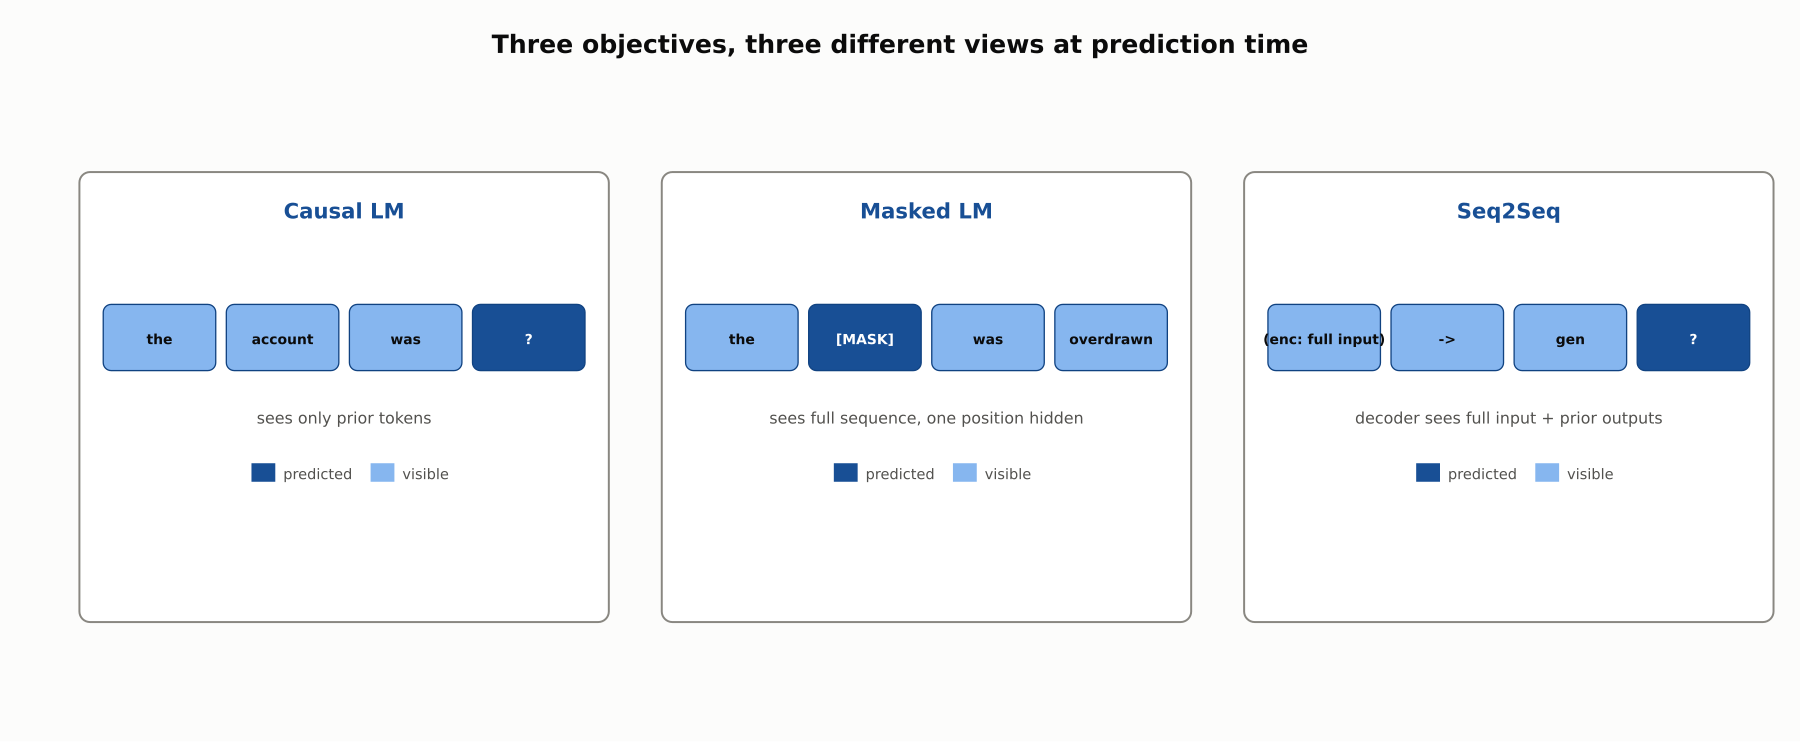 Three objectives, three different views at prediction time
Causal LM
the account was ?
sees only prior tokens
predicted visible
Masked LM
the [MASK] was overdrawn
sees full sequence, one position hidden
predicted visible
Seq2Seq
(enc: full input) -> gen ?
decoder sees full input + prior outputs
predicted visible